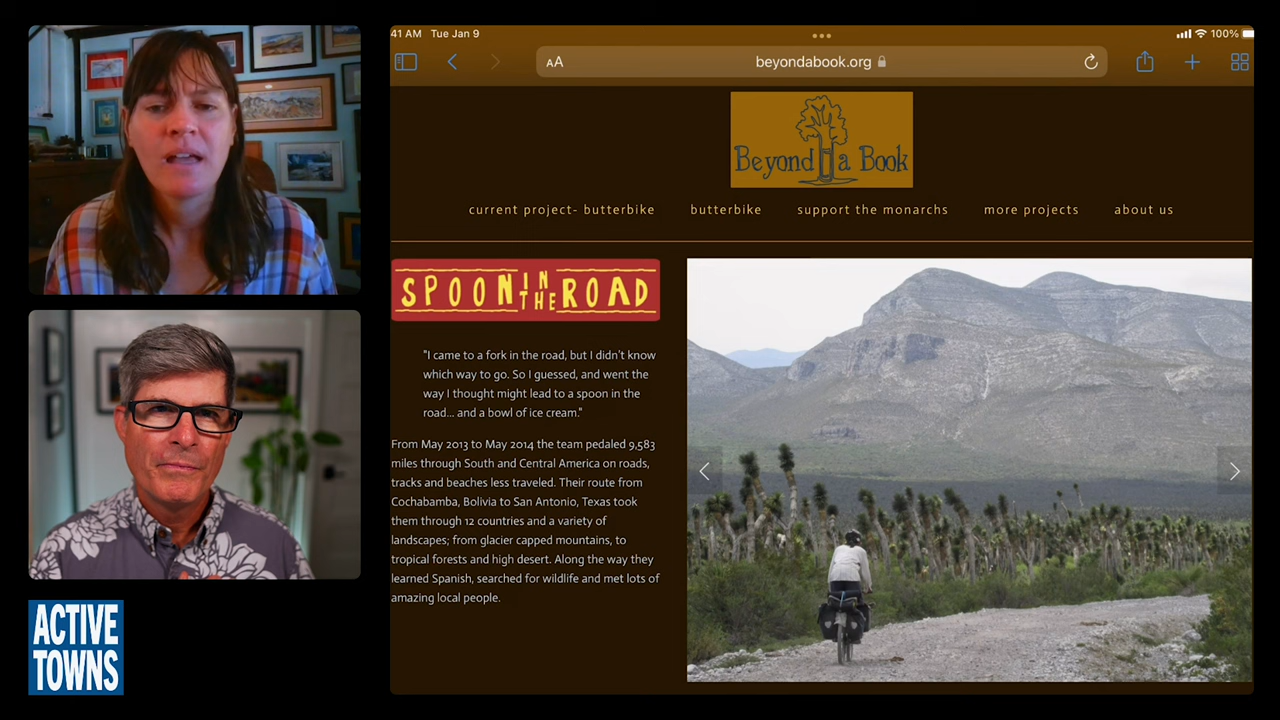 41 AM Tue Jan 9
100%
AA
beyondabook.org
Beyond a Book
current project- butterbike
butterbike
support the monarchs
more projects
about us
SPOON IN THE ROAD
"I came to a fork in the road, but I didn't know
which way to go. So I guessed, and went the
way I thought might lead to a spoon in the
road... and a bowl of ice cream."
From May 2013 to May 2014 the team pedaled 9,583
miles through South and Central America on roads,
tracks and beaches less traveled. Their route from
Cochabamba, Bolivia to San Antonio, Texas took
them through 12 countries and a variety of
landscapes; from glacier capped mountains, to
tropical forests and high desert. Along the way they
learned Spanish, searched for wildlife and met lots of
amazing local people.
ACTIVE
TOWNS